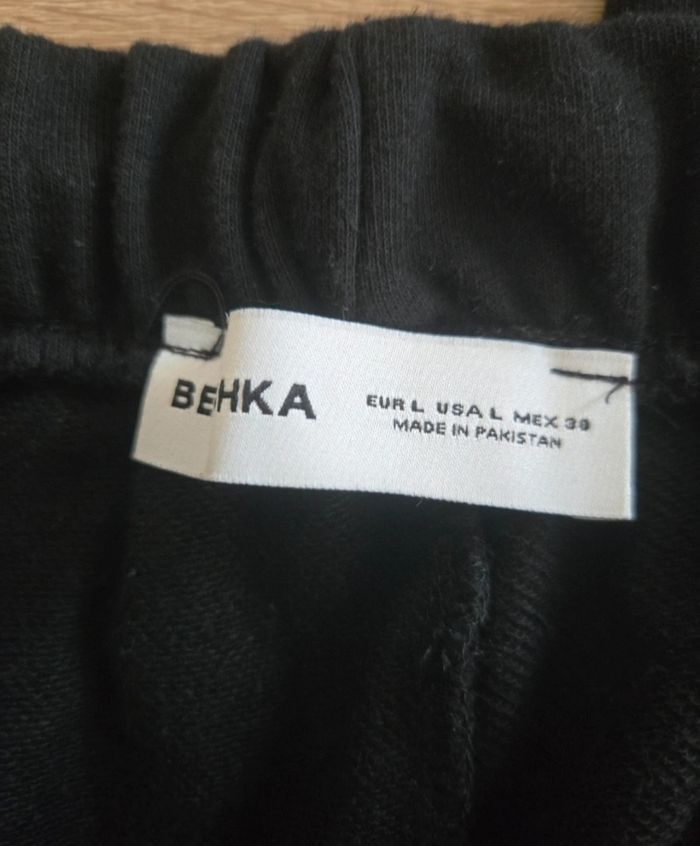 BEHKA
EUR L USA L MEX 30
MADE IN PAKISTAN